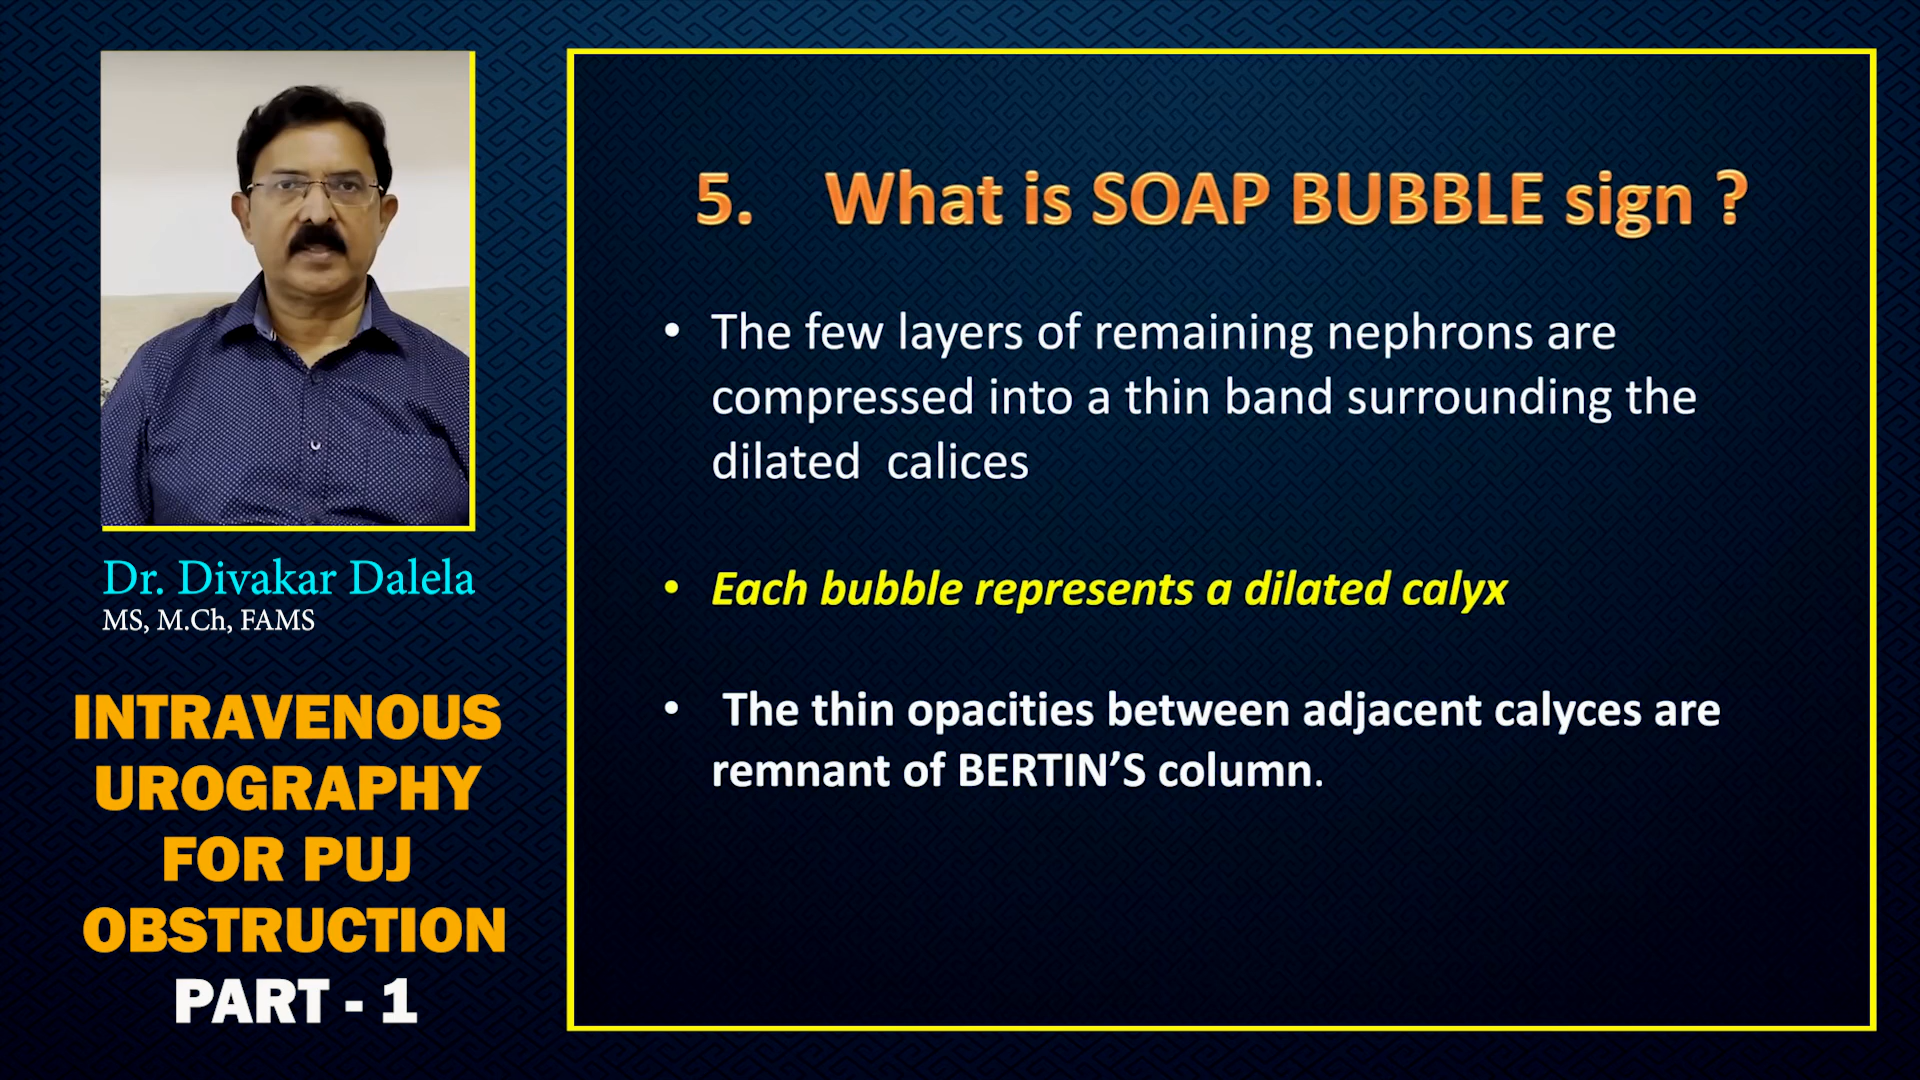 Dr. Divakar Dalela
MS, M.Ch, FAMS
INTRAVENOUS
UROGRAPHY
FOR PUJ
OBSTRUCTION
PART - 1
5. What is SOAP BUBBLE sign ?
• The few layers of remaining nephrons are
compressed into a thin band surrounding the
dilated calices
• Each bubble represents a dilated calyx
• The thin opacities between adjacent calyces are
remnant of BERTIN’S column.